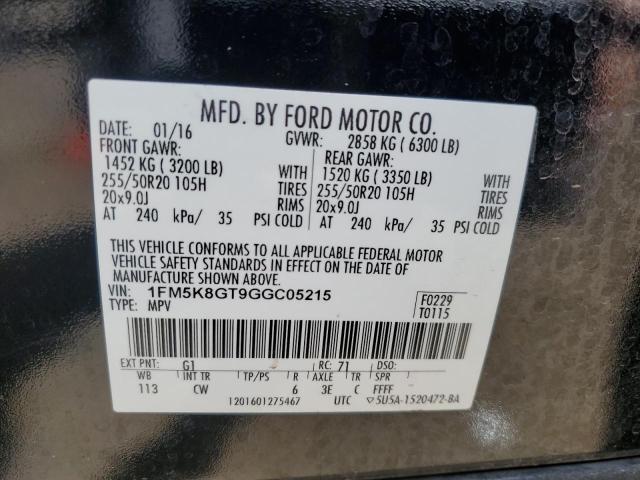 MFD. BY FORD MOTOR CO.
DATE: 01/16 GVWR: 2858 KG ( 6300 LB)
FRONT GAWR: REAR GAWR:
1452 KG ( 3200 LB) WITH 1520 KG ( 3350 LB) WITH
255/50R20 105H TIRES 255/50R20 105H TIRES
20x9.0J RIMS 20x9.0J RIMS
AT 240 kPa/ 35 PSI COLD AT 240 kPa/ 35 PSI COLD
THIS VEHICLE CONFORMS TO ALL APPLICABLE FEDERAL MOTOR
VEHICLE SAFETY STANDARDS IN EFFECT ON THE DATE OF
MANUFACTURE SHOWN ABOVE.
VIN: 1FM5K8GT9GGC05215 F0229
TYPE: MPV T0115
EXT PNT: G1 RC: 71 DSO:
WB INT TR TP/PS R AXLE TR SPR
113 CW 6 3E C FFFF
1201601275467 UTC ▽5U5A-1520472-BA